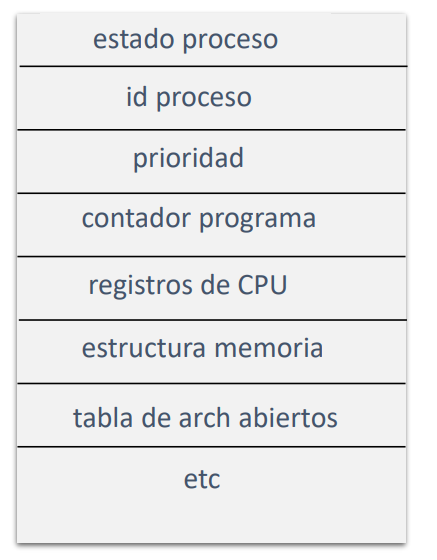 estado proceso
id proceso
prioridad
contador programa
registros de CPU
estructura memoria
tabla de arch abiertos
etc